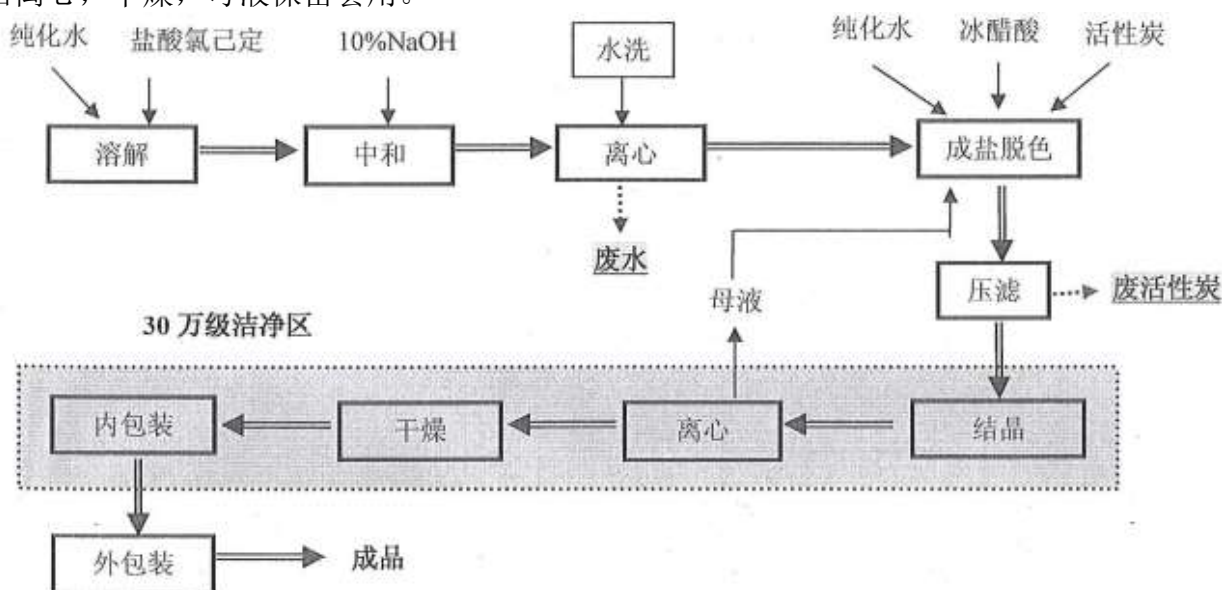 纯化水 盐酸氯己定 10%NaOH 水洗 纯化水 冰醋酸 活性炭
溶解 中和 离心 成盐脱色
废水
母液 压滤 废活性炭
30 万级洁净区
内包装 干燥 离心 结晶
外包装 成品